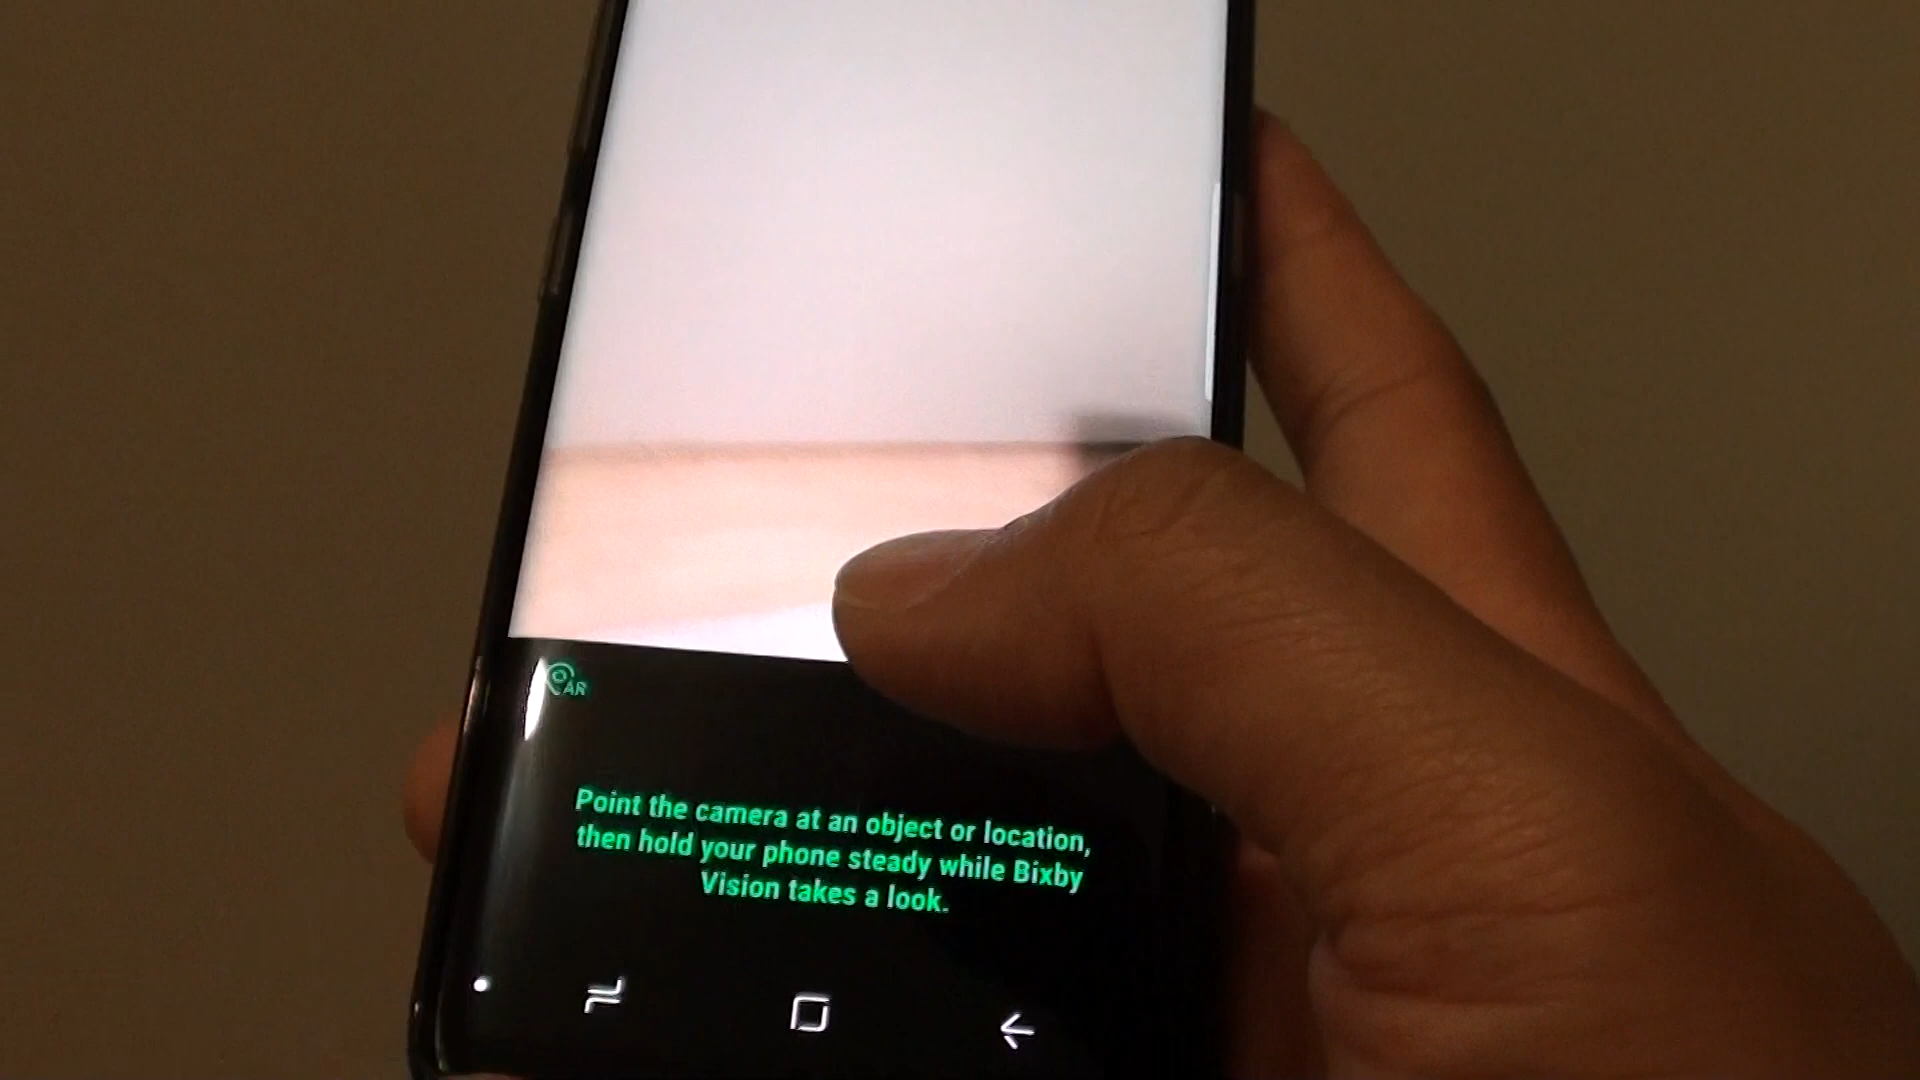 AR
Point the camera at an object or location,
then hold your phone steady while Bixby
Vision takes a look.